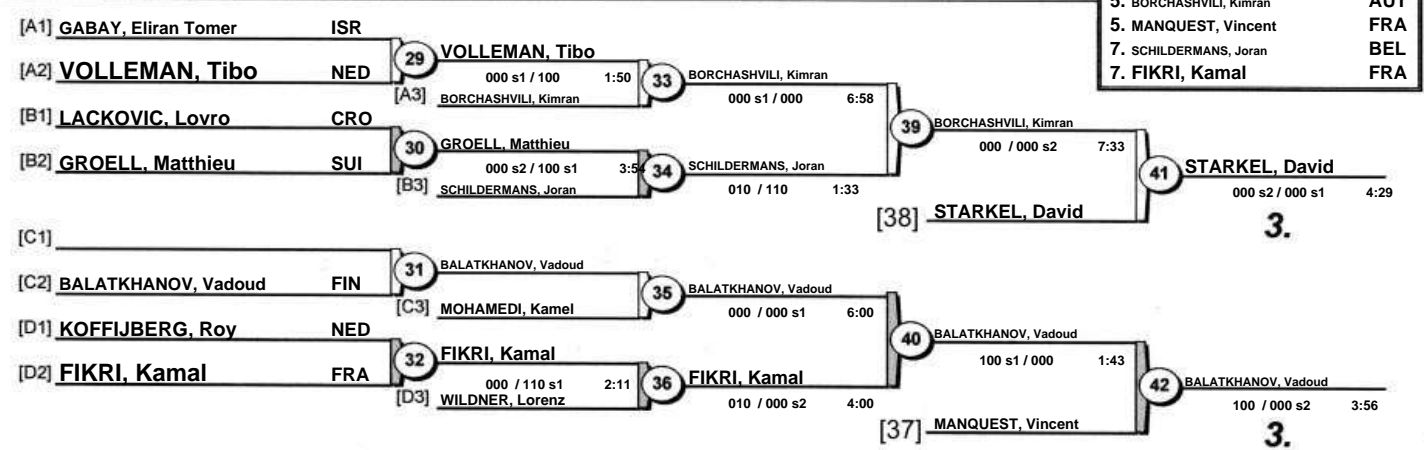 5. BORCHASHVILI, Kimran AUT
5. MANQUEST, Vincent FRA
7. SCHILDERMANS, Joran BEL
7. FIKRI, Kamal FRA
[A1] GABAY, Eliran Tomer ISR
[A2] VOLLEMAN, Tibo NED
29 VOLLEMAN, Tibo
000 s1 / 100 1:50
[A3] BORCHASHVILI, Kimran
33 BORCHASHVILI, Kimran
000 s1 / 000 6:58
[B1] LACKOVIC, Lovro CRO
[B2] GROELL, Matthieu SUI
30 GROELL, Matthieu
000 s2 / 100 s1 3:54
[B3] SCHILDERMANS, Joran
34 SCHILDERMANS, Joran
010 / 110 1:33
39 BORCHASHVILI, Kimran
000 / 000 s2 7:33
[38] STARKEL, David
41 STARKEL, David
000 s2 / 000 s1 4:29
3.
[C1]
[C2] BALATKHANOV, Vadoud FIN
31 BALATKHANOV, Vadoud
[C3] MOHAMEDI, Kamel
35 BALATKHANOV, Vadoud
000 / 000 s1 6:00
[D1] KOFFIJBERG, Roy NED
[D2] FIKRI, Kamal FRA
32 FIKRI, Kamal
000 / 110 s1 2:11
[D3] WILDNER, Lorenz
36 FIKRI, Kamal
010 / 000 s2 4:00
40 BALATKHANOV, Vadoud
100 s1 / 000 1:43
[37] MANQUEST, Vincent
42 BALATKHANOV, Vadoud
100 / 000 s2 3:56
3.